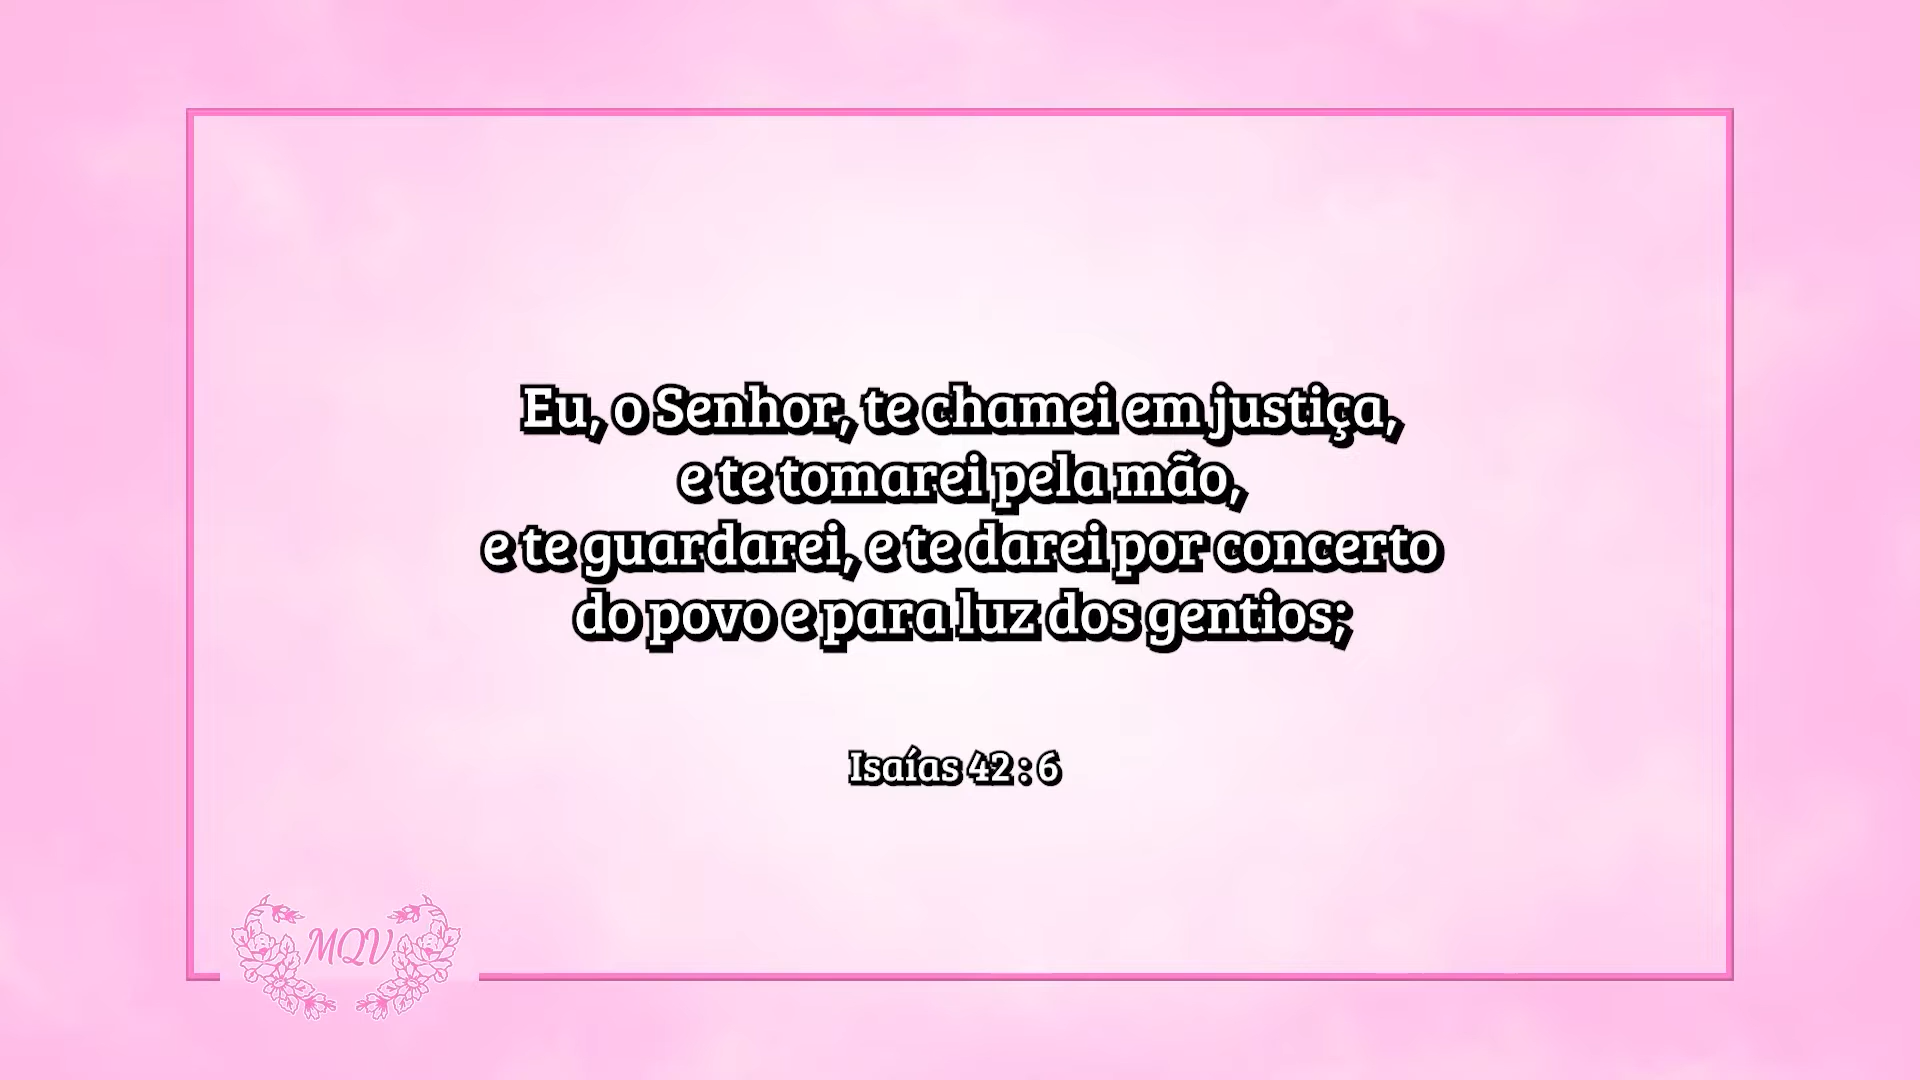 Eu, o Senhor, te chamei em justiça,
e te tomarei pela mão,
e te guardarei, e te darei por concerto
do povo e para luz dos gentios;
Isaías 42 : 6
MQV